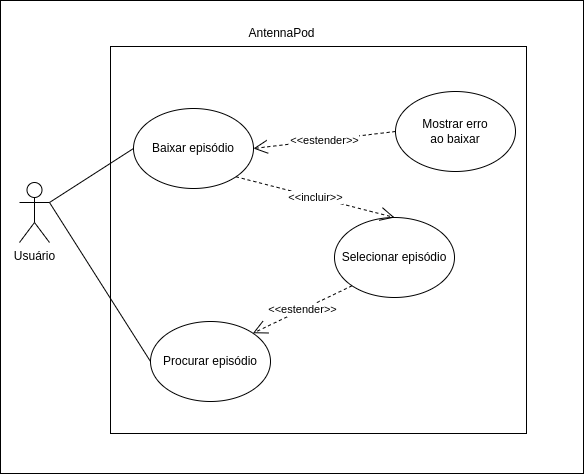 AntennaPod
Mostrar erro
ao baixar
<<estender>>
Baixar episódio
<<incluir>>
Usuário
Selecionar episódio
<<estender>>
Procurar episódio